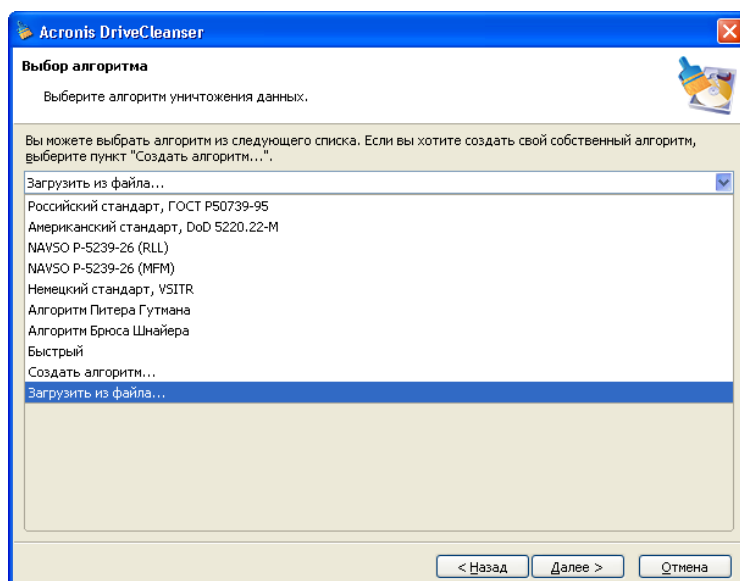 Acronis DriveCleanser
Выбор алгоритма
Выберите алгоритм уничтожения данных.
Вы можете выбрать алгоритм из следующего списка. Если вы хотите создать свой собственный алгоритм,
выберите пункт "Создать алгоритм...".
Загрузить из файла...
Российский стандарт, ГОСТ P50739-95
Американский стандарт, DoD 5220.22-M
NAVSO P-5239-26 (RLL)
NAVSO P-5239-26 (MFM)
Немецкий стандарт, VSITR
Алгоритм Питера Гутмана
Алгоритм Брюса Шнайера
Быстрый
Создать алгоритм...
Загрузить из файла...
< Назад Далее > Отмена